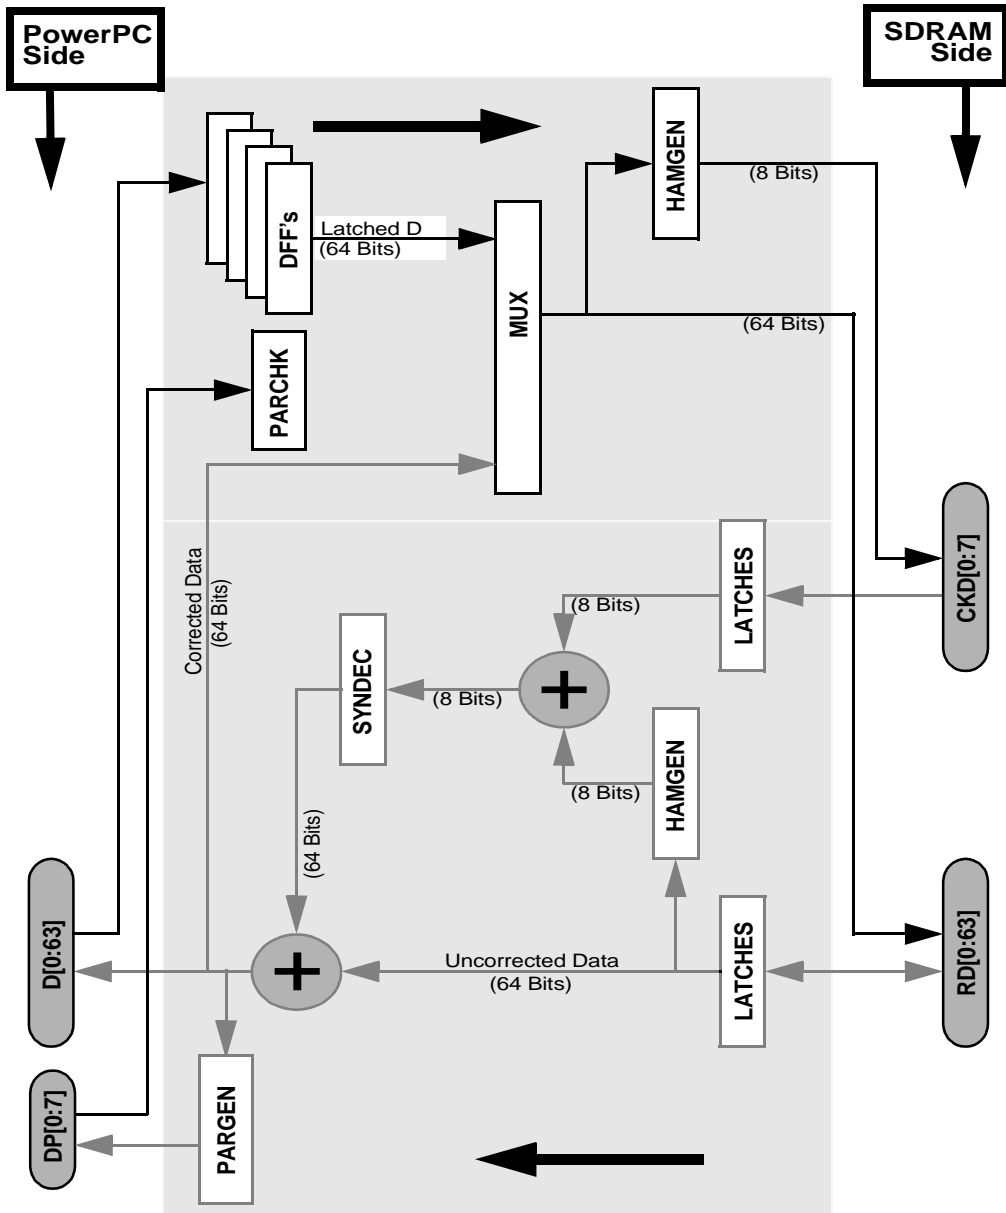 PowerPC
Side
SDRAM
Side
HAMGEN
(8 Bits)
DFF's
Latched D
(64 Bits)
MUX
(64 Bits)
PARCHK
Corrected Data
(64 Bits)
LATCHES
CKD[0:7]
(8 Bits)
SYNDEC
(8 Bits)
+
HAMGEN
(8 Bits)
(64 Bits)
D[0:63]
+
Uncorrected Data
(64 Bits)
LATCHES
RD[0:63]
DP[0:7]
PARGEN